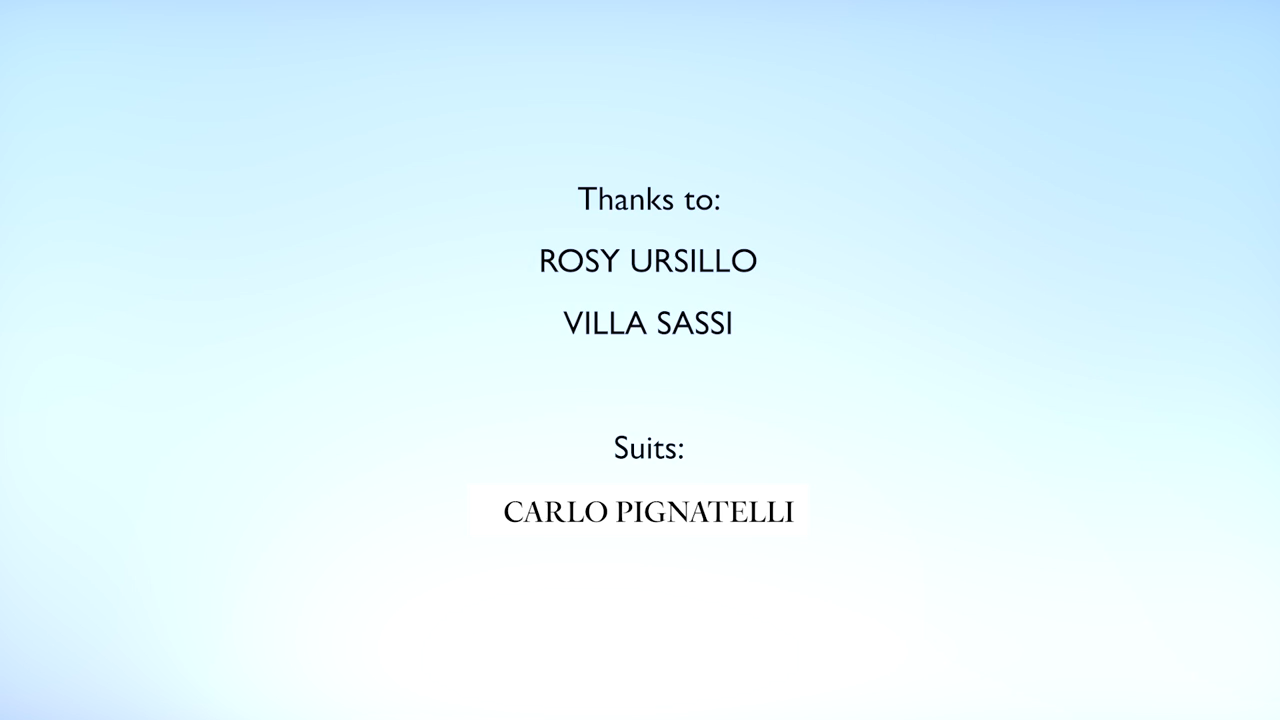 Thanks to:
ROSY URSILLO
VILLA SASSI
Suits:
CARLO PIGNATELLI